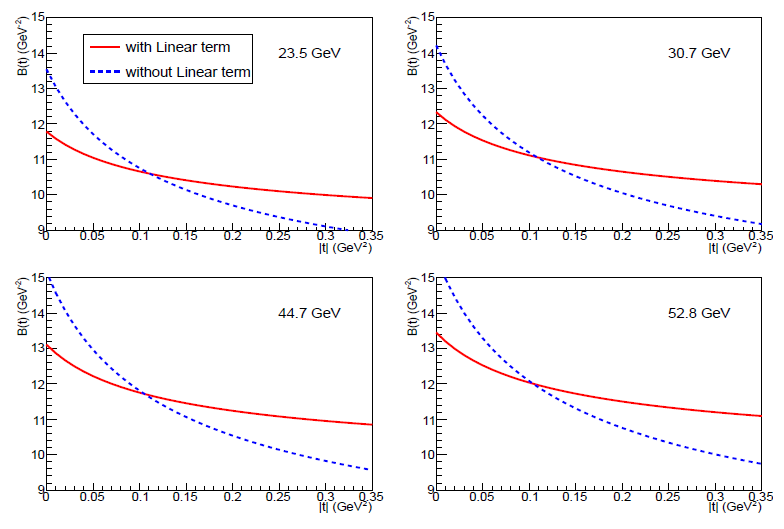 B(t) (GeV⁻²)
15
14
13
12
11
10
9
with Linear term
without Linear term
23.5 GeV
0 0.05 0.1 0.15 0.2 0.25 0.3 0.35
|t| (GeV²)
B(t) (GeV⁻²)
15
14
13
12
11
10
9
30.7 GeV
0 0.05 0.1 0.15 0.2 0.25 0.3 0.35
|t| (GeV²)
B(t) (GeV⁻²)
15
14
13
12
11
10
9
44.7 GeV
0 0.05 0.1 0.15 0.2 0.25 0.3 0.35
|t| (GeV²)
B(t) (GeV⁻²)
15
14
13
12
11
10
9
52.8 GeV
0 0.05 0.1 0.15 0.2 0.25 0.3 0.35
|t| (GeV²)